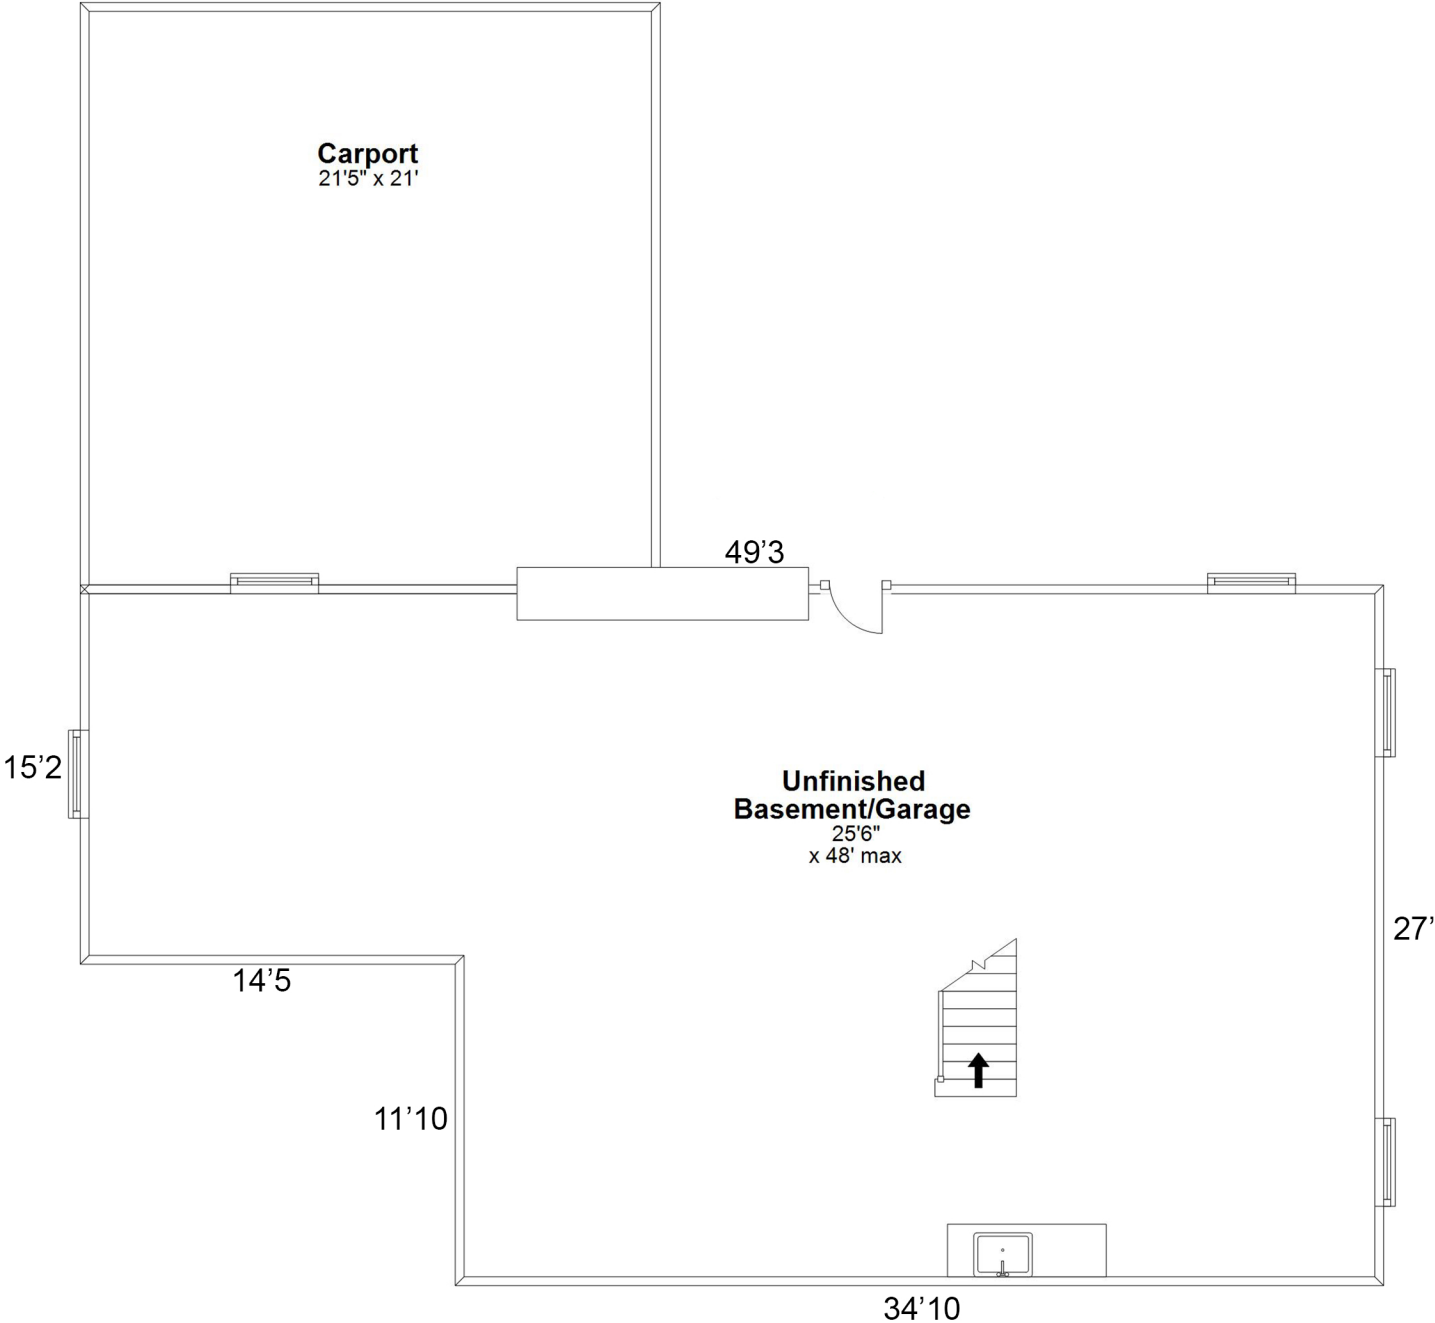 Carport
21'5" x 21'
49’3
15’2
Unfinished
Basement/Garage
25'6"
x 48' max
27’
14’5
11’10
34’10